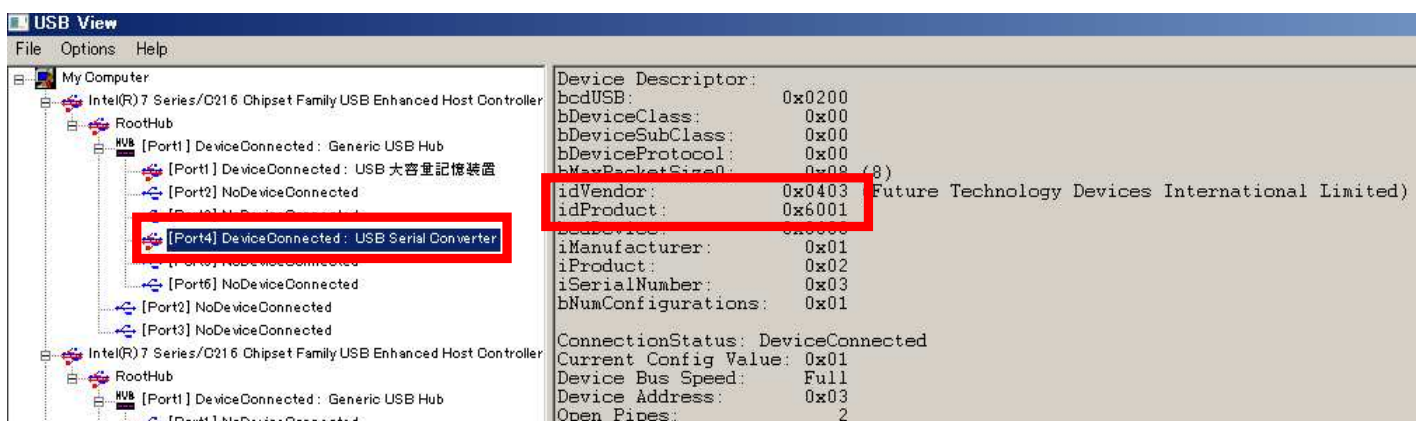 USB View
File Options Help
My Computer
Intel(R) 7 Series/C216 Chipset Family USB Enhanced Host Controller
RootHub
[Port1] DeviceConnected : Generic USB Hub
[Port1] DeviceConnected : USB 大容量記憶装置
[Port2] NoDeviceConnected
[Port4] DeviceConnected : USB Serial Converter
[Port6] NoDeviceConnected
[Port2] NoDeviceConnected
[Port3] NoDeviceConnected
Intel(R) 7 Series/C216 Chipset Family USB Enhanced Host Controller
RootHub
[Port1] DeviceConnected : Generic USB Hub
Device Descriptor:
bcdUSB: 0x0200
bDeviceClass: 0x00
bDeviceSubClass: 0x00
bDeviceProtocol: 0x00
bMaxPacketSize0: 0x08 (8)
idVendor: 0x0403 (Future Technology Devices International Limited)
idProduct: 0x6001
iManufacturer: 0x01
iProduct: 0x02
iSerialNumber: 0x03
bNumConfigurations: 0x01
ConnectionStatus: DeviceConnected
Current Config Value: 0x01
Device Bus Speed: Full
Device Address: 0x03
Open Pipes: 2